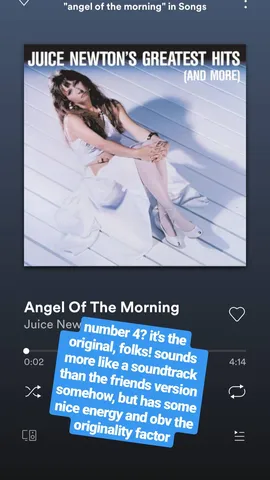 "angel of the morning" in Songs
JUICE NEWTON'S GREATEST HITS
(AND MORE)
Angel Of The Morning
Juice New
number 4? it's the
original, folks! sounds
more like a soundtrack
than the friends version
somehow, but has some
nice energy and obv the
originality factor
0:02
4:14